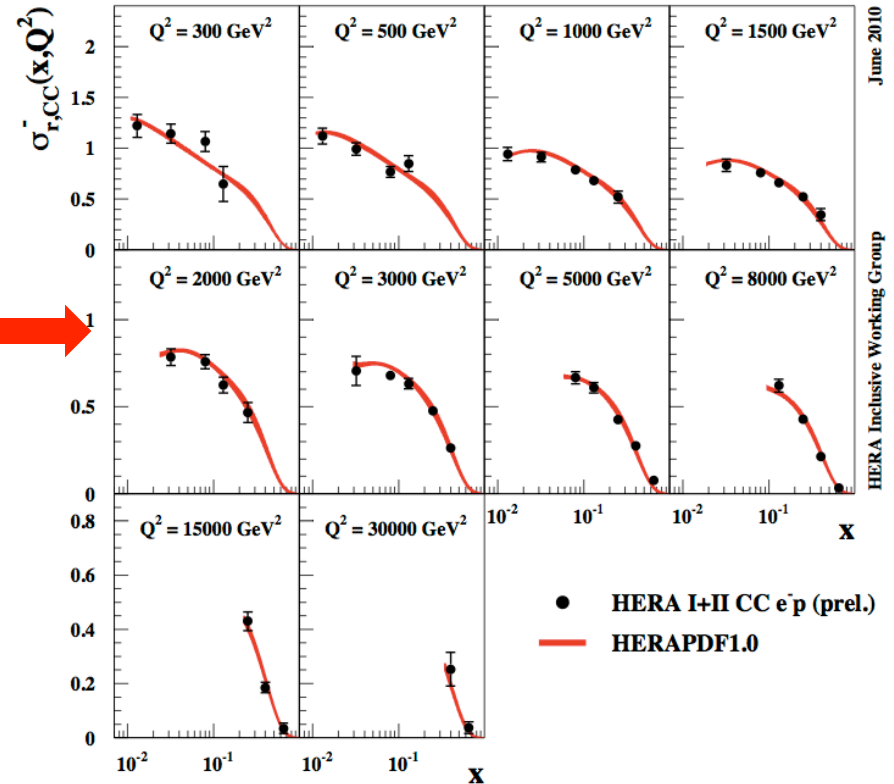 σ⁻r,CC(x,Q²)
June 2010
HERA Inclusive Working Group
Q² = 300 GeV²
Q² = 500 GeV²
Q² = 1000 GeV²
Q² = 1500 GeV²
2
1.5
1
0.5
0
Q² = 2000 GeV²
Q² = 3000 GeV²
Q² = 5000 GeV²
Q² = 8000 GeV²
1
0.5
0
10⁻² 10⁻¹ 10⁻² 10⁻¹
x
Q² = 15000 GeV²
Q² = 30000 GeV²
0.8
0.6
0.4
0.2
0
10⁻² 10⁻¹ 10⁻² 10⁻¹
x
HERA I+II CC e⁻p (prel.)
HERAPDF1.0